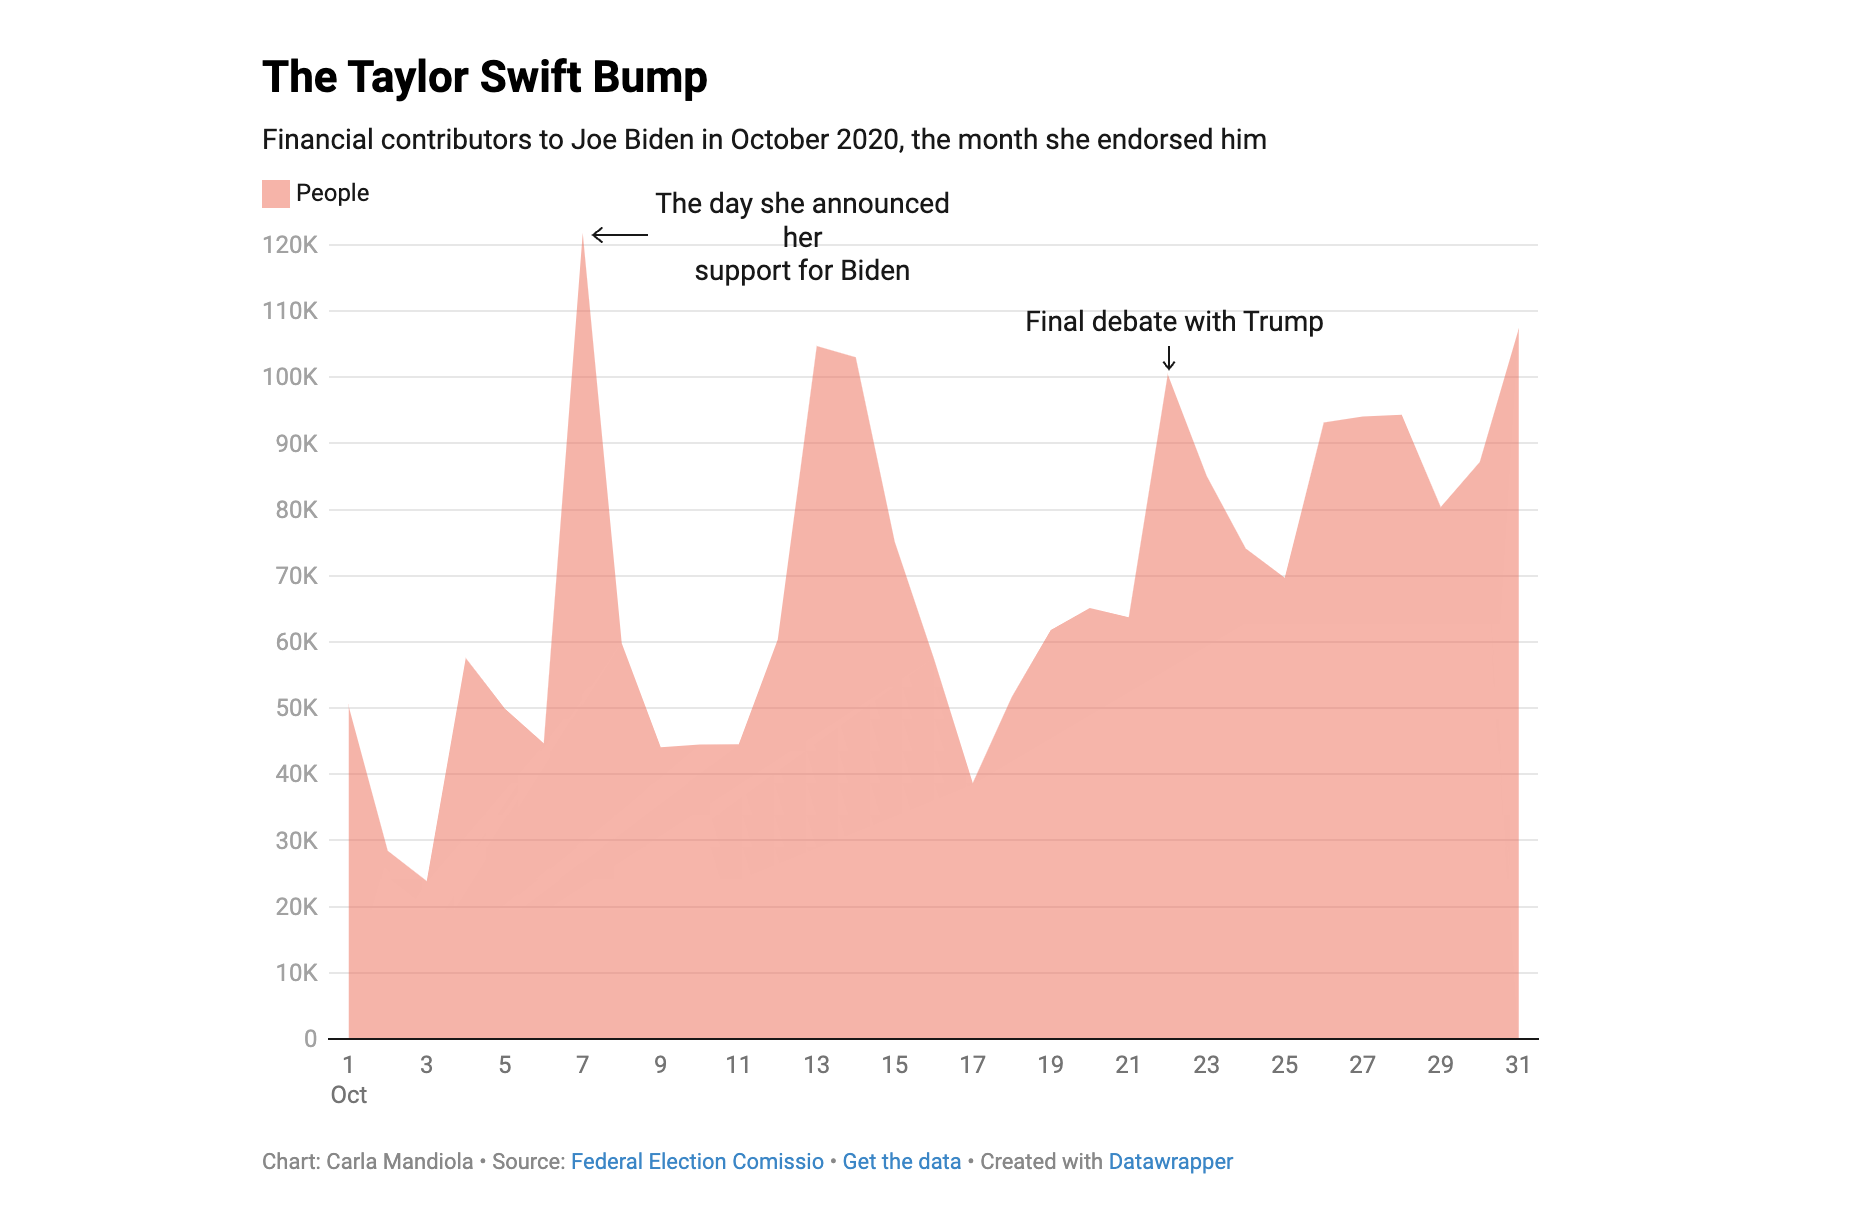 The Taylor Swift Bump
Financial contributors to Joe Biden in October 2020, the month she endorsed him
People
The day she announced
her
support for Biden
Final debate with Trump
120K
110K
100K
90K
80K
70K
60K
50K
40K
30K
20K
10K
0
1 3 5 7 9 11 13 15 17 19 21 23 25 27 29 31
Oct
Chart: Carla Mandiola • Source: Federal Election Comissio • Get the data • Created with Datawrapper